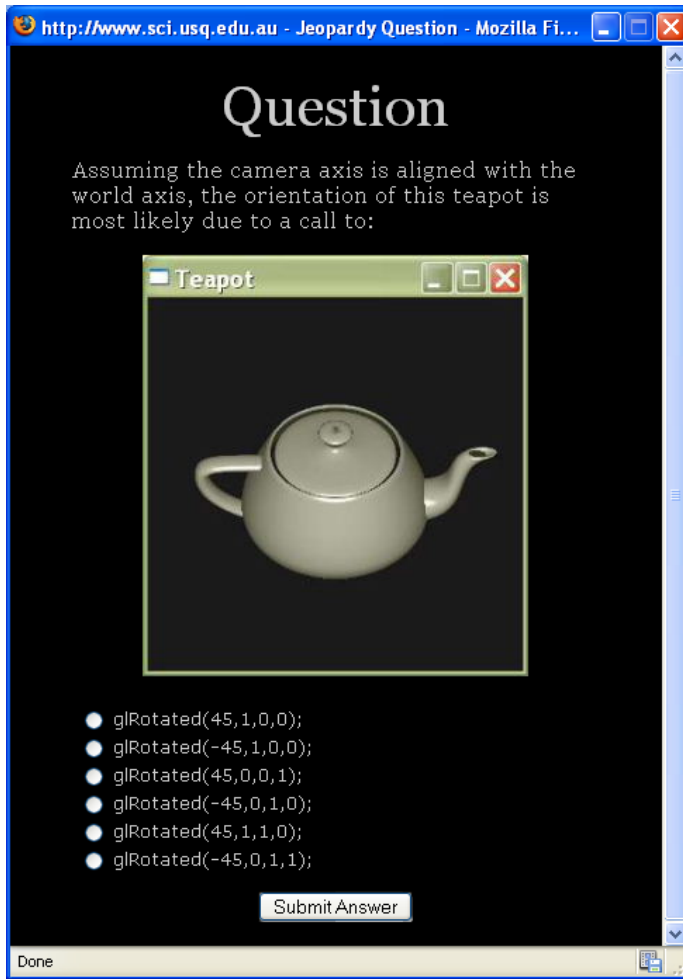 http://www.sci.usq.edu.au - Jeopardy Question - Mozilla Fi...
Question
Assuming the camera axis is aligned with the
world axis, the orientation of this teapot is
most likely due to a call to:
Teapot
glRotated(45,1,0,0);
glRotated(-45,1,0,0);
glRotated(45,0,0,1);
glRotated(-45,0,1,0);
glRotated(45,1,1,0);
glRotated(-45,0,1,1);
Submit Answer
Done